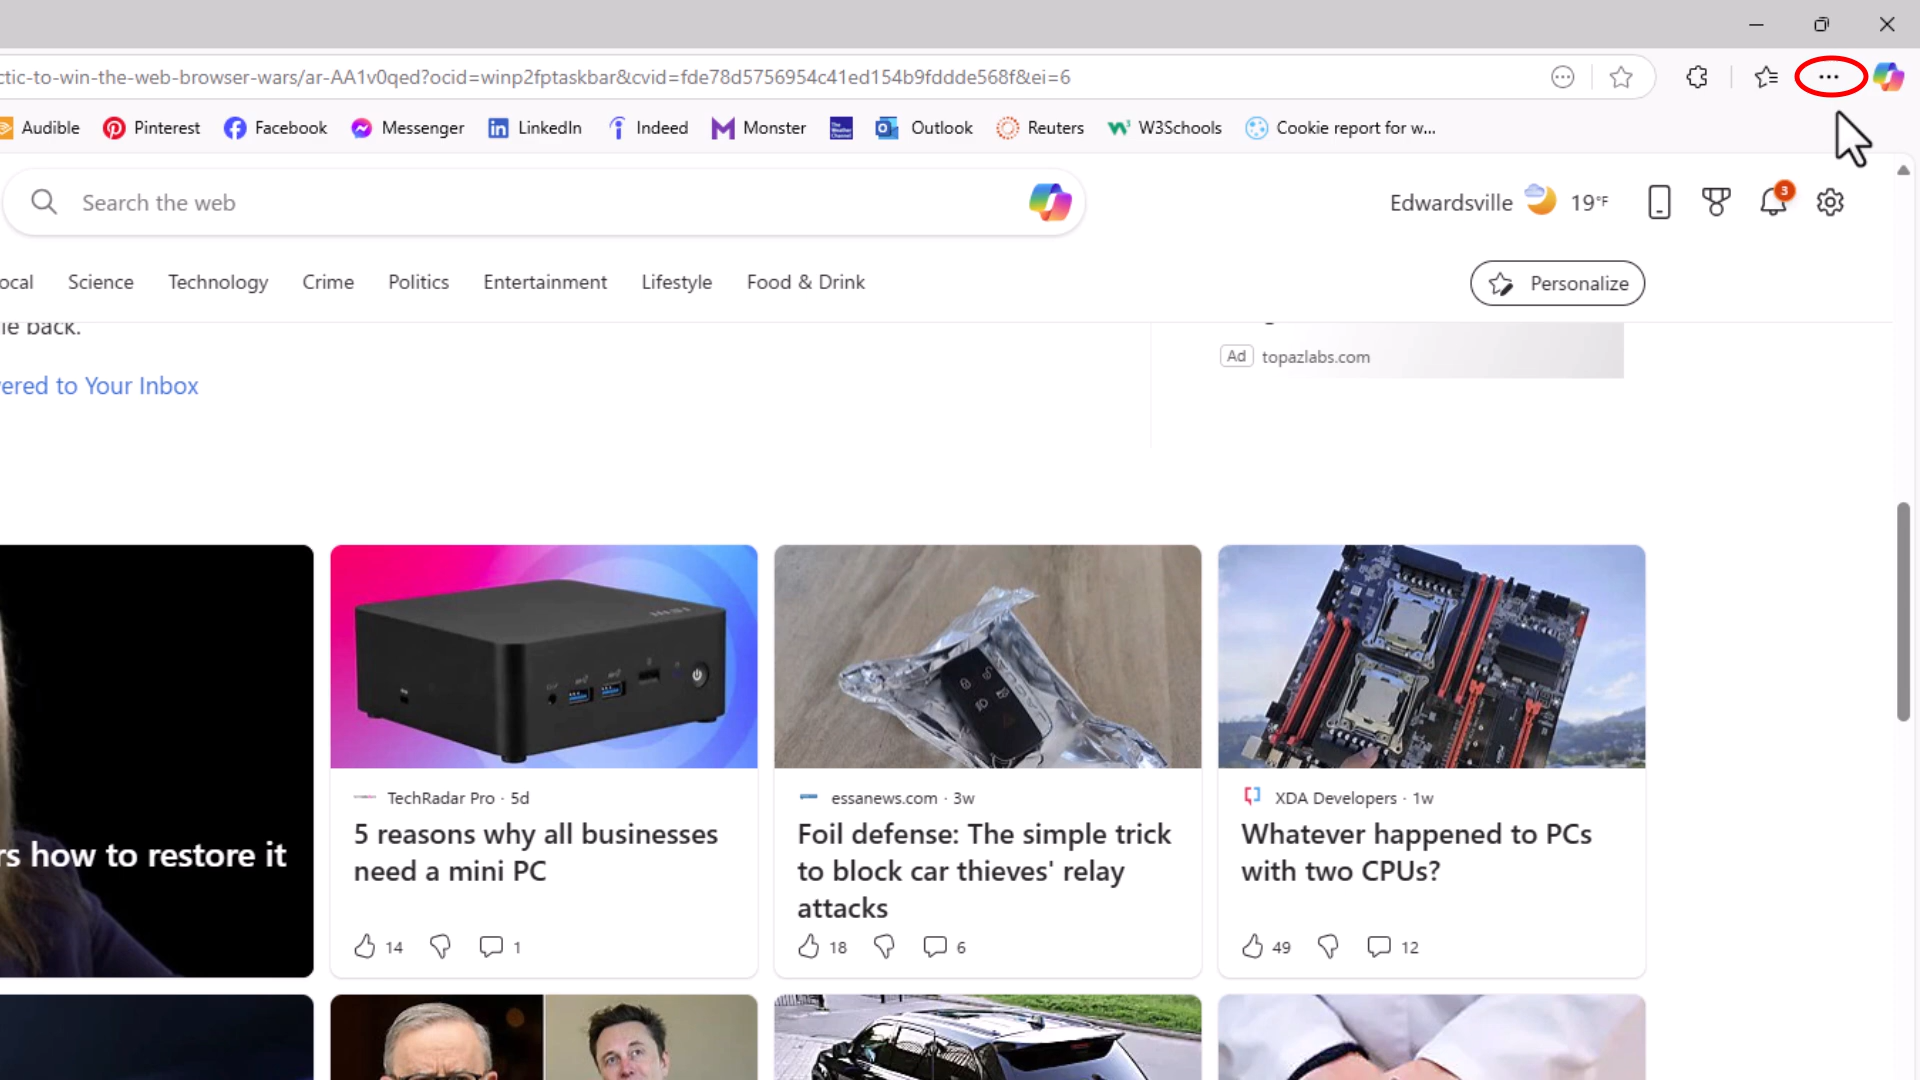 ctic-to-win-the-web-browser-wars/ar-AA1v0qed?ocid=winp2fptaskbar&cvid=fde78d5756954c41ed154b9fddde568f&ei=6
Audible Pinterest Facebook Messenger LinkedIn Indeed Monster Outlook Reuters W3Schools Cookie report for w...
Search the web
Edwardsville 19°F
3
ocal Science Technology Crime Politics Entertainment Lifestyle Food & Drink
Personalize
le back.
Ad topazlabs.com
ered to Your Inbox
rs how to restore it
TechRadar Pro · 5d
5 reasons why all businesses
need a mini PC
14 1
essanews.com · 3w
Foil defense: The simple trick
to block car thieves' relay
attacks
18 6
XDA Developers · 1w
Whatever happened to PCs
with two CPUs?
49 12